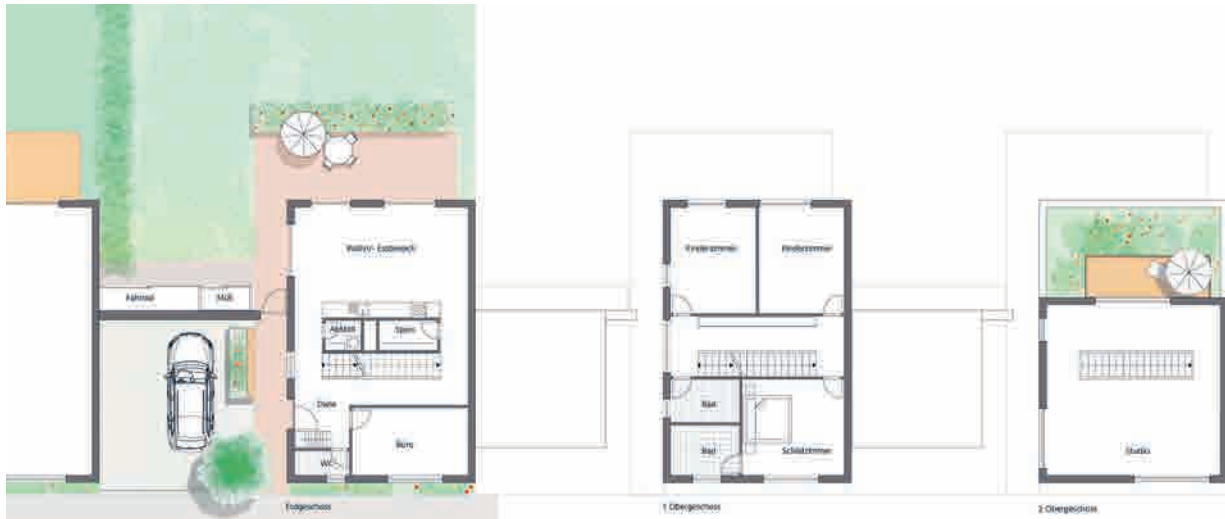 Wohn-/ Essbereich
Kinderzimmer
Kinderzimmer
Fahrrad
Müll
Abstell
Speis
Diele
Bad
Büro
WC
Bad
Schlafzimmer
Studio
Erdgeschoss
1 Obergeschoss
2 Obergeschoss